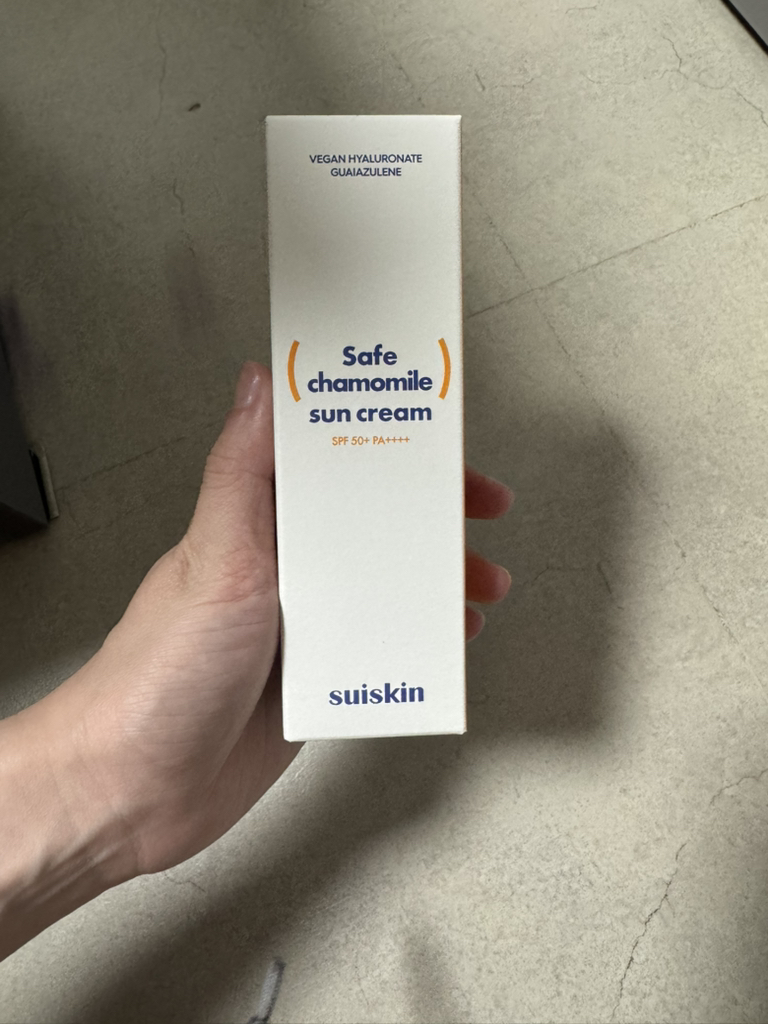 VEGAN HYALURONATE
GUAIAZULENE
(Safe
chamomile)
sun cream
SPF 50+ PA++++
suiskin